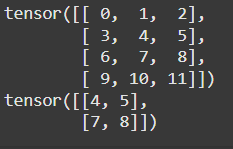 tensor([[ 0,  1,  2],
        [ 3,  4,  5],
        [ 6,  7,  8],
        [ 9, 10, 11]])
tensor([[4, 5],
        [7, 8]])